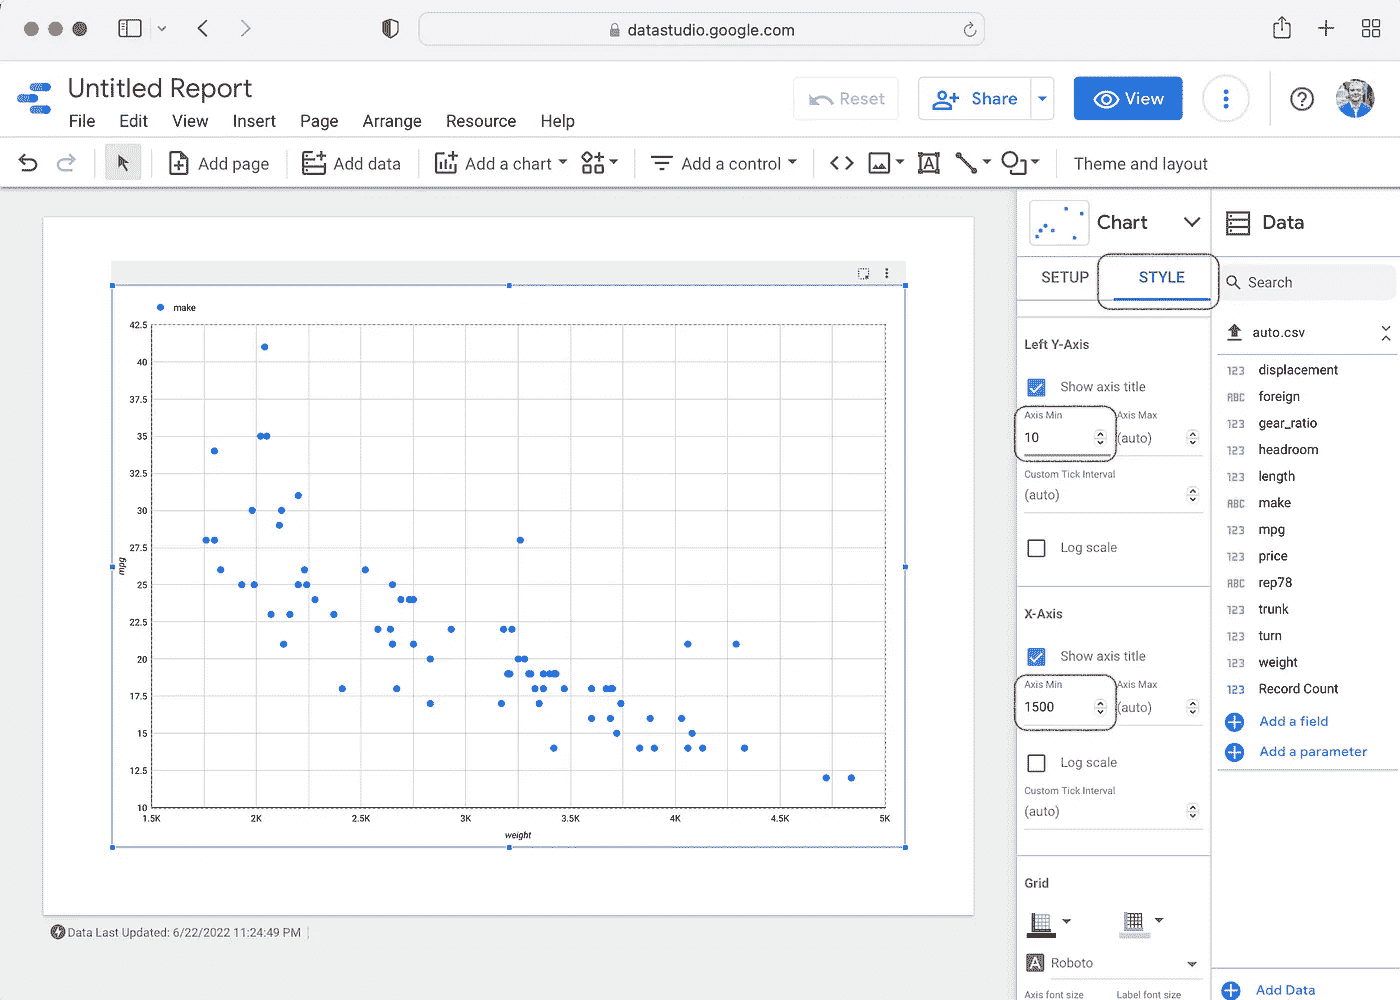 datastudio.google.com
Untitled Report
Reset
Share
View
File Edit View Insert Page Arrange Resource Help
Add page
Add data
Add a chart
Add a control
Theme and layout
make
42.5
40
37.5
35
32.5
30
27.5
25
22.5
20
17.5
15
12.5
10
mpg
1.5K 2K 2.5K 3K 3.5K 4K 4.5K 5K
weight
Data Last Updated: 6/22/2022 11:24:49 PM
Chart
SETUP STYLE
Left Y-Axis
Show axis title
Axis Min Axis Max
10 (auto)
Custom Tick Interval
(auto)
Log scale
X-Axis
Show axis title
Axis Min Axis Max
1500 (auto)
Log scale
Custom Tick Interval
(auto)
Grid
A Roboto
Axis font size Label font size
Data
Search
auto.csv
123 displacement
ABC foreign
123 gear_ratio
123 headroom
123 length
ABC make
123 mpg
123 price
ABC rep78
123 trunk
123 turn
123 weight
123 Record Count
Add a field
Add a parameter
Add Data